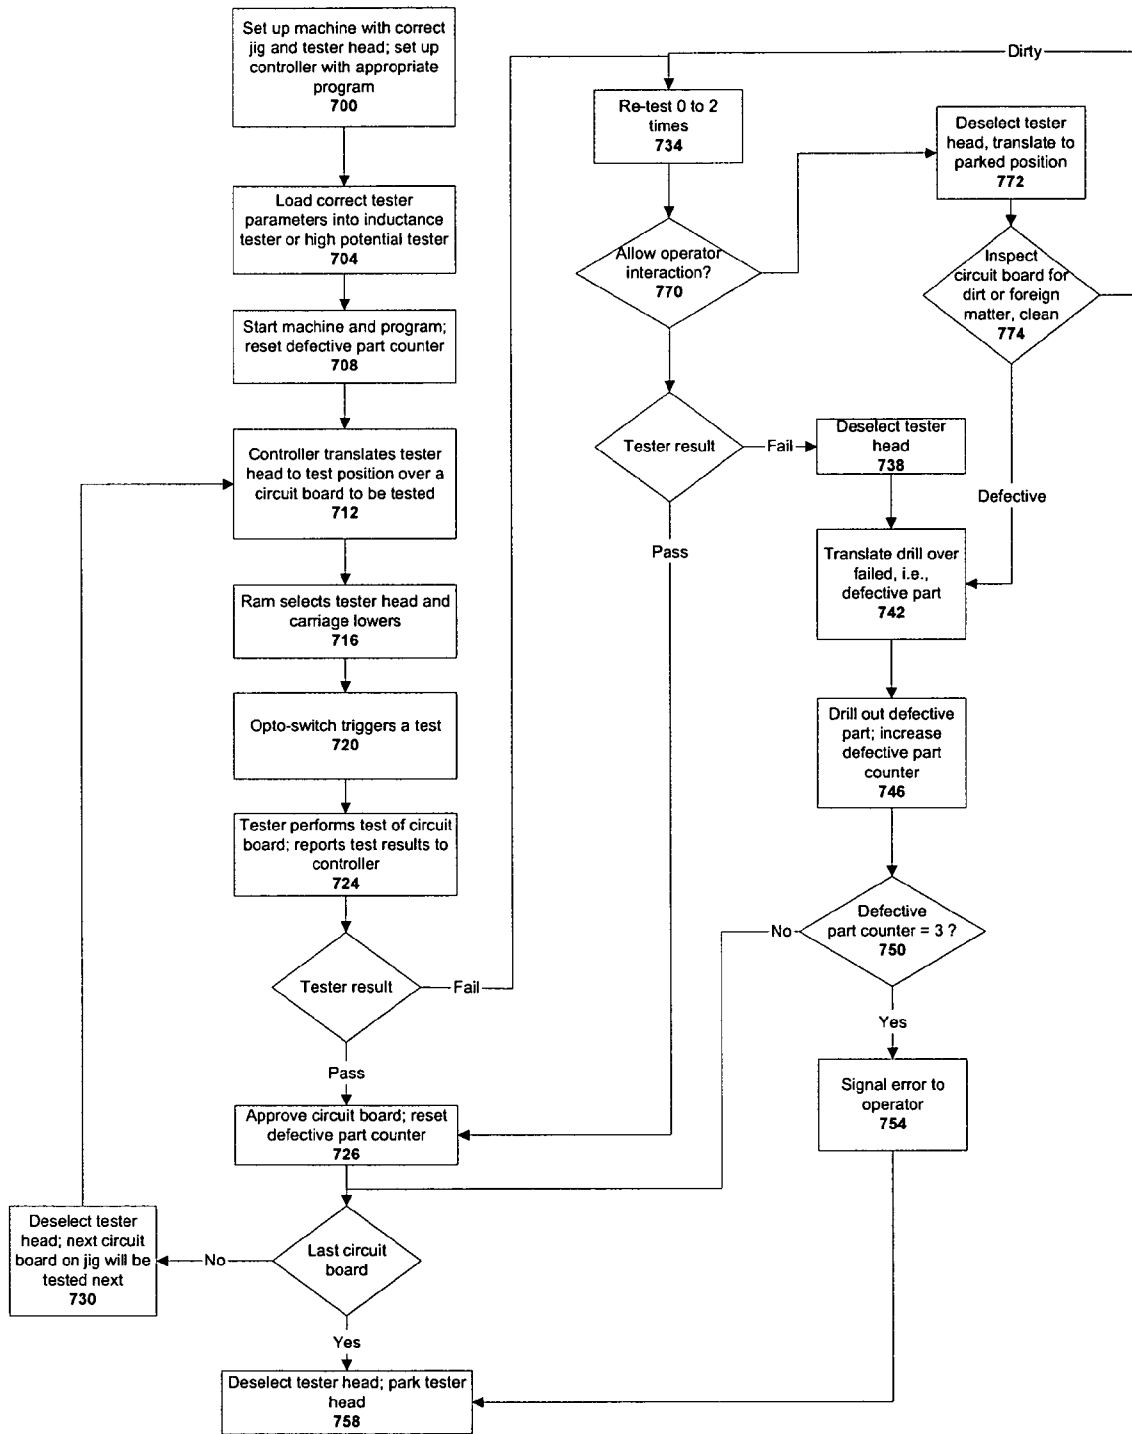 Set up machine with correct
jig and tester head; set up
controller with appropriate
program
700
Load correct tester
parameters into inductance
tester or high potential tester
704
Start machine and program;
reset defective part counter
708
Controller translates tester
head to test position over a
circuit board to be tested
712
Ram selects tester head and
carriage lowers
716
Opto-switch triggers a test
720
Tester performs test of circuit
board; reports test results to
controller
724
Tester result
Fail
Pass
Approve circuit board; reset
defective part counter
726
Last circuit
board
No
Deselect tester
head; next circuit
board on jig will be
tested next
730
Yes
Deselect tester head; park tester
head
758
Re-test 0 to 2
times
734
Allow operator
interaction?
770
Tester result
Fail
Pass
Dirty
Deselect tester
head, translate to
parked position
772
Inspect
circuit board for
dirt or foreign
matter, clean
774
Defective
Deselect tester
head
738
Translate drill over
failed, i.e.,
defective part
742
Drill out defective
part; increase
defective part
counter
746
Defective
part counter = 3 ?
750
No
Yes
Signal error to
operator
754